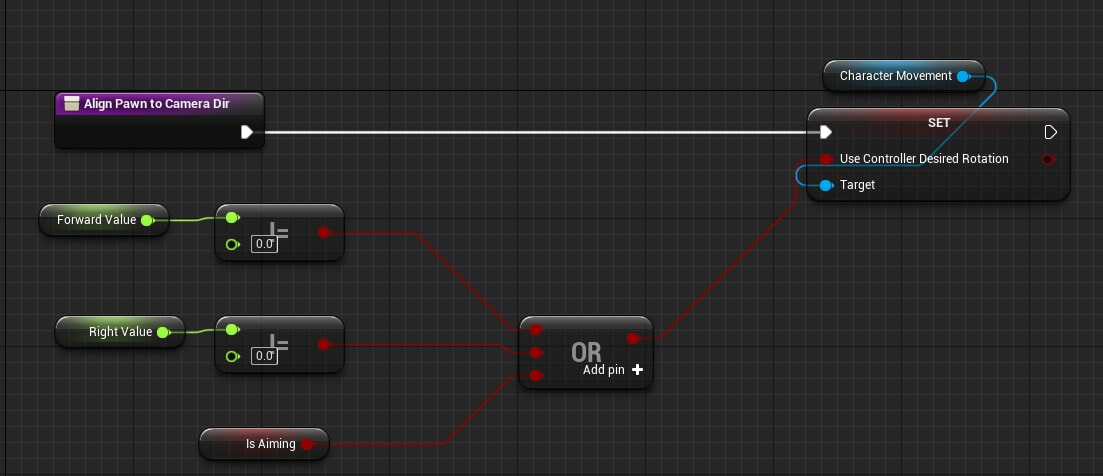 Character Movement
Align Pawn to Camera Dir
SET
Use Controller Desired Rotation
Target
Forward Value
!=
0.0
Right Value
!=
0.0
OR
Add pin +
Is Aiming